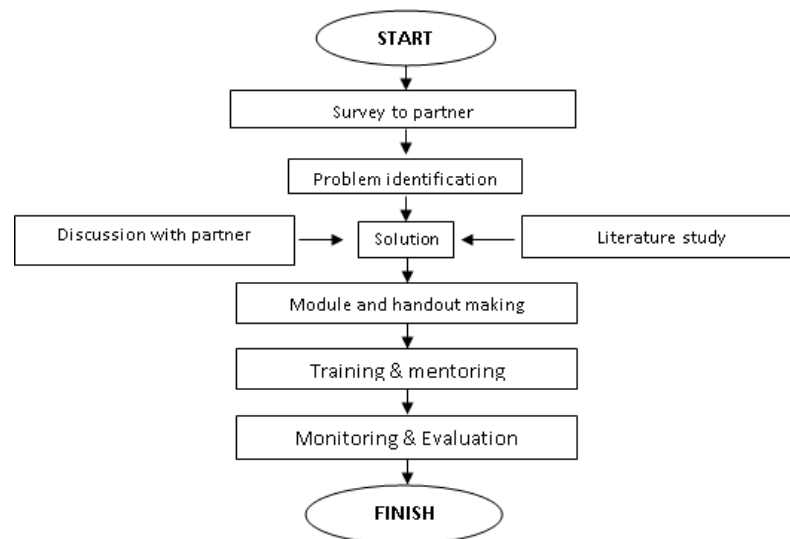 START
Survey to partner
Problem identification
Discussion with partner
Solution
Literature study
Module and handout making
Training & mentoring
Monitoring & Evaluation
FINISH